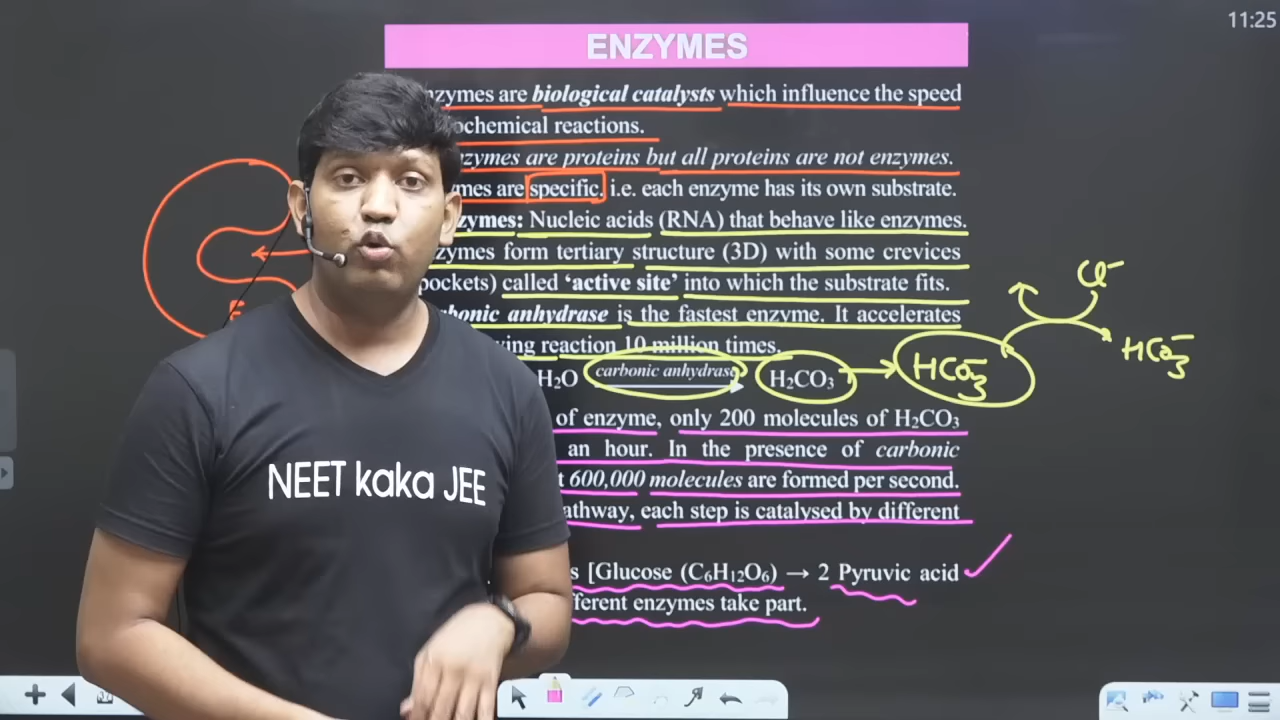 11:25
ENZYMES
nzymes are biological catalysts which influence the speed
ochemical reactions.
zymes are proteins but all proteins are not enzymes.
mes are specific. i.e. each enzyme has its own substrate.
zymes: Nucleic acids (RNA) that behave like enzymes.
zymes form tertiary structure (3D) with some crevices
pockets) called ‘active site’ into which the substrate fits.
bonic anhydrase is the fastest enzyme. It accelerates
ing reaction 10 million times.
H₂O carbonic anhydrase H₂CO₃ HCO₃⁻
Cl⁻
HCO₃⁻
of enzyme, only 200 molecules of H₂CO₃
an hour. In the presence of carbonic
t 600,000 molecules are formed per second.
athway, each step is catalysed by different
s [Glucose (C₆H₁₂O₆) → 2 Pyruvic acid
ferent enzymes take part.
E
NEET kaka JEE